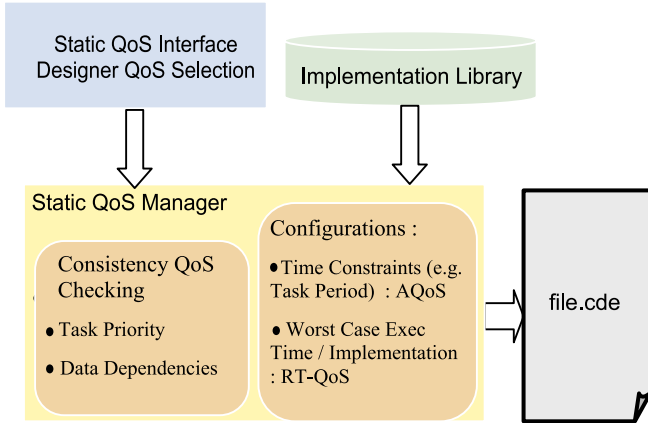 Static QoS Interface
Designer QoS Selection
Implementation Library
Static QoS Manager
Consistency QoS
Checking
● Task Priority
● Data Dependencies
Configurations :
● Time Constraints (e.g.
Task Period) : AQoS
● Worst Case Exec
Time / Implementation
: RT-QoS
file.cde